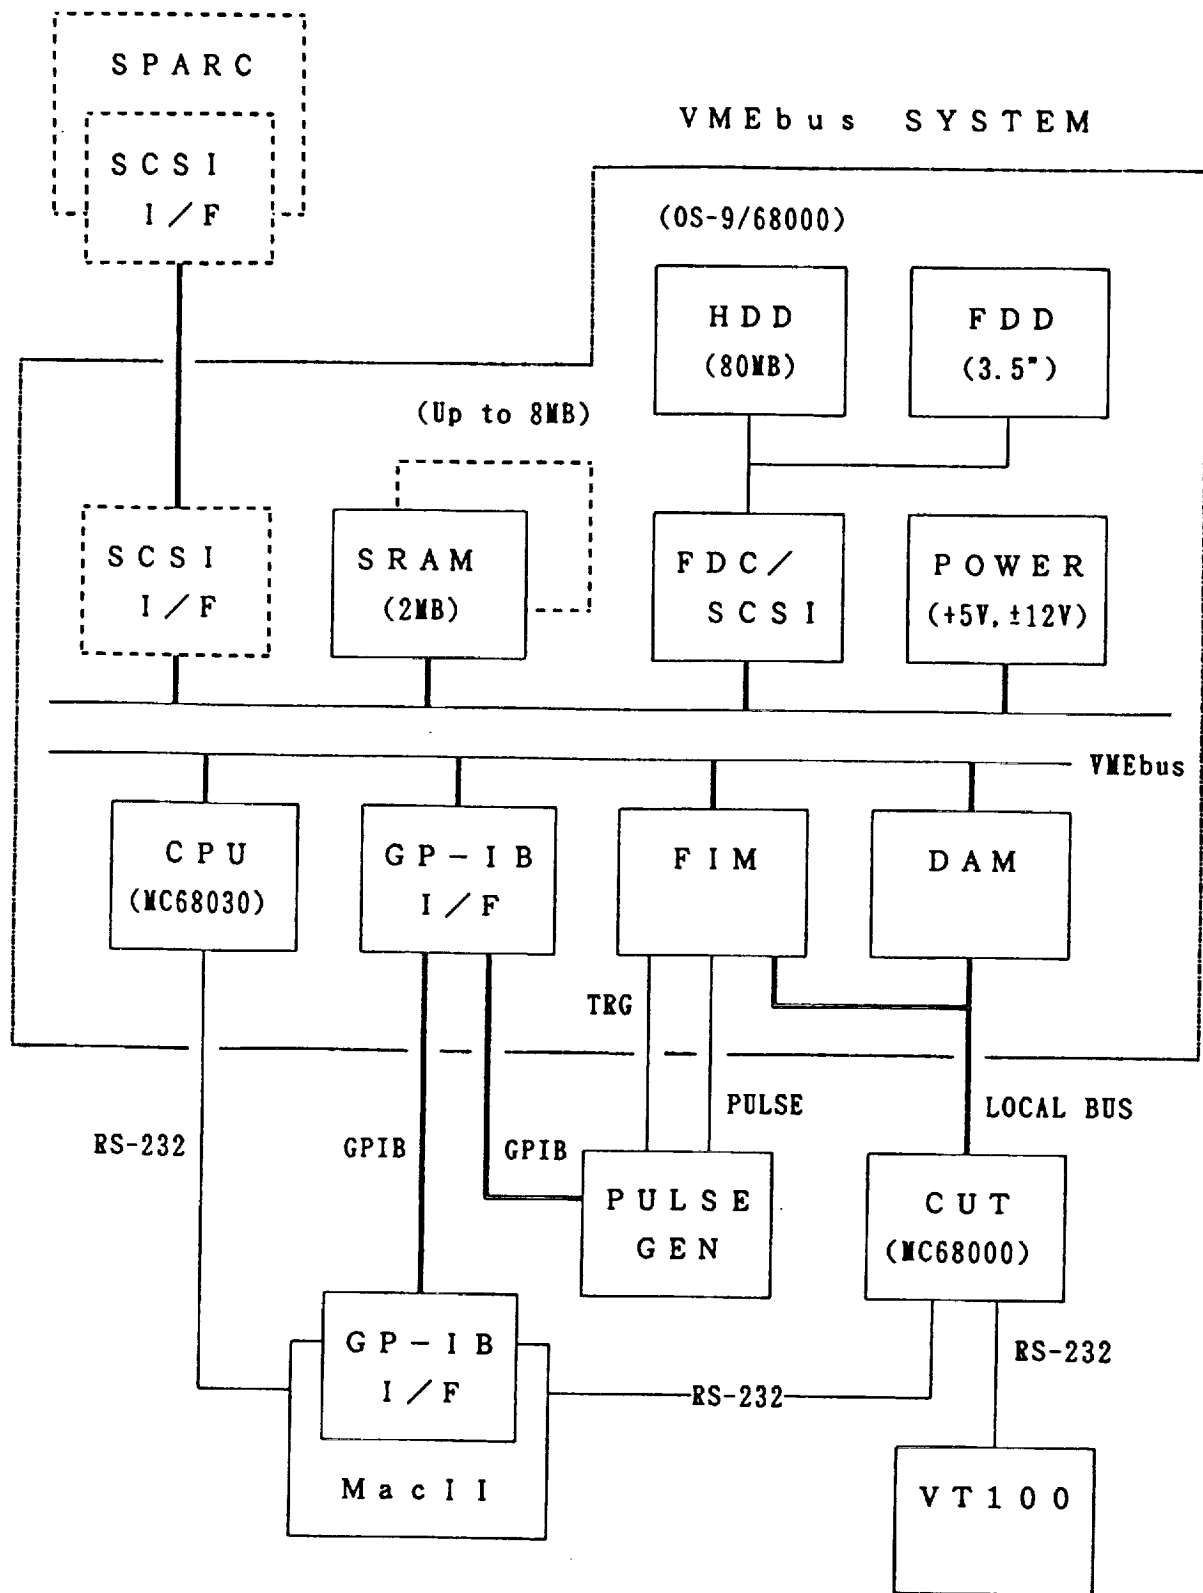 SPARC
SCSI
I/F
VMEbus SYSTEM
(OS-9/68000)
HDD
(80MB)
FDD
(3.5")
(Up to 8MB)
SCSI
I/F
SRAM
(2MB)
FDC/
SCSI
POWER
(+5V, ±12V)
VMEbus
CPU
(MC68030)
GP-IB
I/F
FIM
DAM
TRG
PULSE
LOCAL BUS
RS-232
GPIB
GPIB
PULSE
GEN
CUT
(MC68000)
GP-IB
I/F
MacII
RS-232
RS-232
VT100